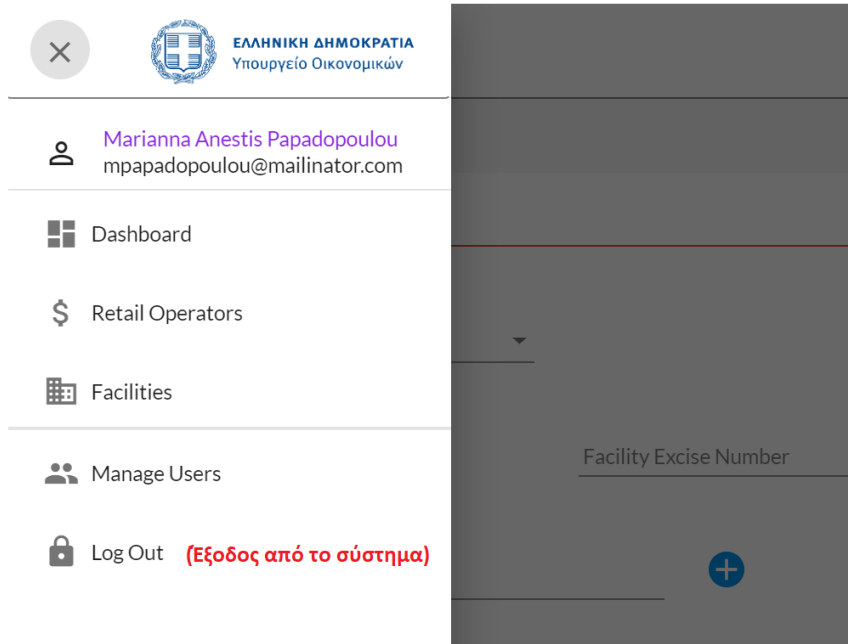 ΕΛΛΗΝΙΚΗ ΔΗΜΟΚΡΑΤΙΑ
Υπουργείο Οικονομικών
Marianna Anestis Papadopoulou
mpapadopoulou@mailinator.com
Dashboard
Retail Operators
Facilities
Facility Excise Number
Manage Users
Log Out (Έξοδος από το σύστημα)